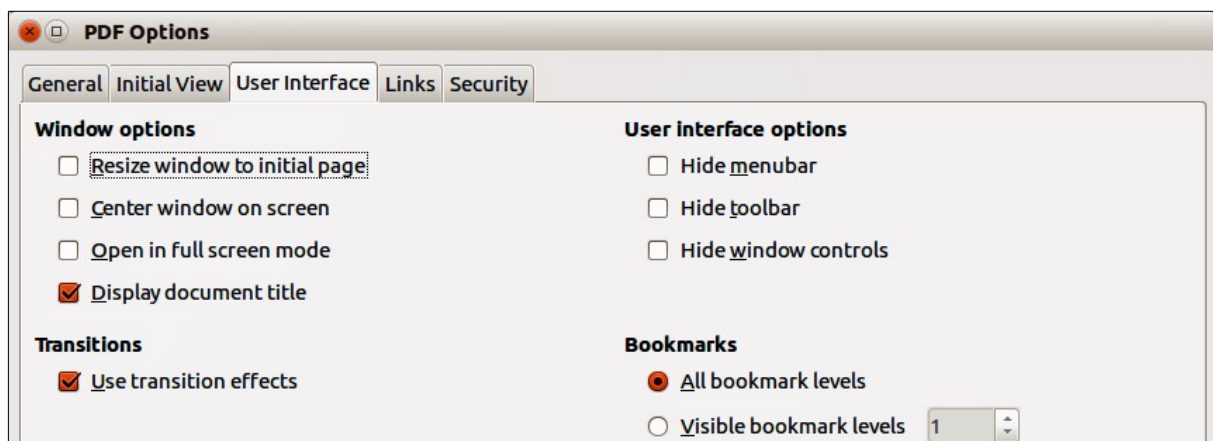 PDF Options
General Initial View User Interface Links Security
Window options
Resize window to initial page
Center window on screen
Open in full screen mode
Display document title
User interface options
Hide menubar
Hide toolbar
Hide window controls
Transitions
Use transition effects
Bookmarks
All bookmark levels
Visible bookmark levels 1